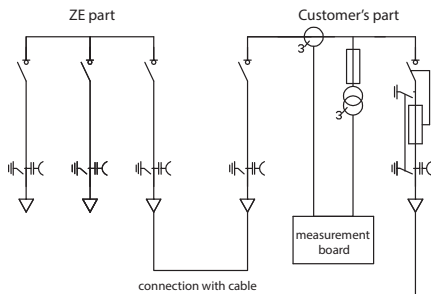 ZE part
Customer's part
3
3
measurement
board
connection with cable